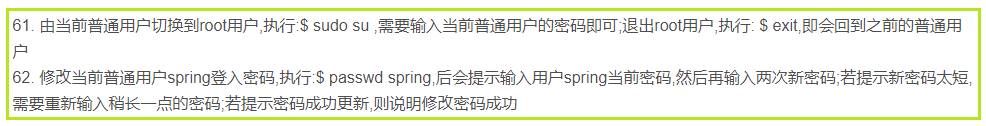 61. 由当前普通用户切换到root用户,执行:$ sudo su ,需要输入当前普通用户的密码即可;退出root用户,执行: $ exit,即会回到之前的普通用
户
62. 修改当前普通用户spring登入密码,执行:$ passwd spring,后会提示输入用户spring当前密码,然后再输入两次新密码;若提示新密码太短,
需要重新输入稍长一点的密码;若提示密码成功更新,则说明修改密码成功